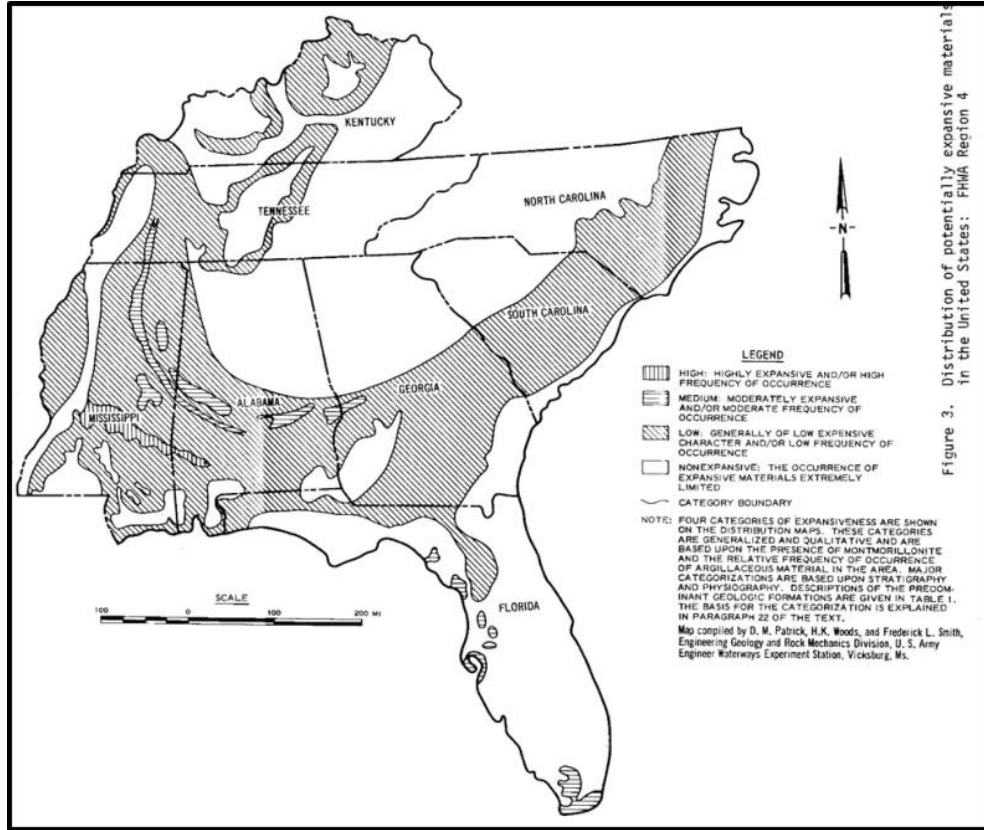 KENTUCKY
TENNESSEE
NORTH CAROLINA
SOUTH CAROLINA
MISSISSIPPI
ALABAMA
GEORGIA
FLORIDA
SCALE
100 0 100 200 MI
-N-
LEGEND
HIGH: HIGHLY EXPANSIVE AND/OR HIGH
FREQUENCY OF OCCURRENCE
MEDIUM: MODERATELY EXPANSIVE
AND/OR MODERATE FREQUENCY OF
OCCURRENCE
LOW: GENERALLY OF LOW EXPENSIVE
CHARACTER AND/OR LOW FREQUENCY OF
OCCURRENCE
NONEXPANSIVE: THE OCCURRENCE OF
EXPANSIVE MATERIALS EXTREMELY
LIMITED
CATEGORY BOUNDARY
NOTE: FOUR CATEGORIES OF EXPANSIVENESS ARE SHOWN
ON THE DISTRIBUTION MAPS. THESE CATEGORIES
ARE GENERALIZED AND QUALITATIVE AND ARE
BASED UPON THE PRESENCE OF MONTMORILLONITE
AND THE RELATIVE FREQUENCY OF OCCURRENCE
OF ARGILLACEOUS MATERIAL IN THE AREA. MAJOR
CATEGORIZATIONS ARE BASED UPON STRATIGRAPHY
AND PHYSIOGRAPHY. DESCRIPTIONS OF THE PREDOM-
INANT GEOLOGIC FORMATIONS ARE GIVEN IN TABLE 1.
THE BASIS FOR THE CATEGORIZATION IS EXPLAINED
IN PARAGRAPH 22 OF THE TEXT.
Map compiled by D. M. Patrick, H.K. Woods, and Frederick L. Smith,
Engineering Geology and Rock Mechanics Division, U. S. Army
Engineer Waterways Experiment Station, Vicksburg, Ms.
Figure 3. Distribution of potentially expansive materials
in the United States: FHWA Region 4